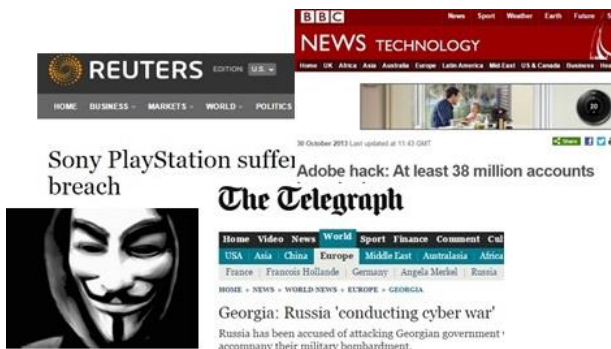 REUTERS EDITION: U.S.
HOME BUSINESS MARKETS WORLD POLITICS
Sony PlayStation suffer
breach
BBC News Sport Weather Earth Future
NEWS TECHNOLOGY
Home UK Africa Asia Australia Europe Latin America Mid-East US & Canada Business
20
30 October 2013 Last updated at 11:43 GMT
Share
Adobe hack: At least 38 million accounts
The Telegraph
Home Video News World Sport Finance Comment Cul
USA Asia China Europe Middle East Australasia Africa
France Francois Hollande Germany Angela Merkel Russia
HOME » NEWS » WORLD NEWS » EUROPE » GEORGIA
Georgia: Russia 'conducting cyber war'
Russia has been accused of attacking Georgian government
accompany their military bombardment.